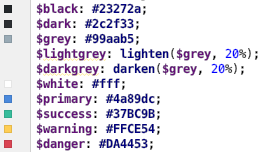 $black: #23272a;
$dark: #2c2f33;
$grey: #99aab5;
$lightgrey: lighten($grey, 20%);
$darkgrey: darken($grey, 20%);
$white: #fff;
$primary: #4a89dc;
$success: #37BC9B;
$warning: #FFCE54;
$danger: #DA4453;